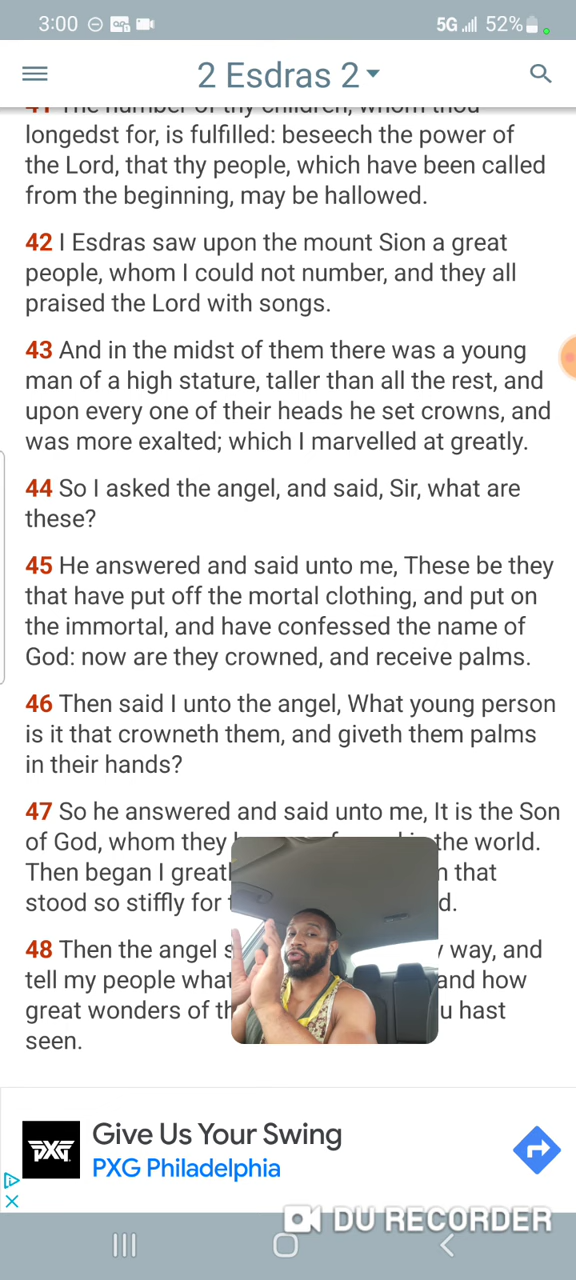 3:00 5G 52%
2 Esdras 2
41 The number of thy children, whom thou
longedst for, is fulfilled: beseech the power of
the Lord, that thy people, which have been called
from the beginning, may be hallowed.
42 I Esdras saw upon the mount Sion a great
people, whom I could not number, and they all
praised the Lord with songs.
43 And in the midst of them there was a young
man of a high stature, taller than all the rest, and
upon every one of their heads he set crowns, and
was more exalted; which I marvelled at greatly.
44 So I asked the angel, and said, Sir, what are
these?
45 He answered and said unto me, These be they
that have put off the mortal clothing, and put on
the immortal, and have confessed the name of
God: now are they crowned, and receive palms.
46 Then said I unto the angel, What young person
is it that crowneth them, and giveth them palms
in their hands?
47 So he answered and said unto me, It is the Son
of God, whom they the world.
Then began I that
stood so stiffly for
48 Then the angel way, and
tell my people what and how
great wonders of hast
seen.
PXG
Give Us Your Swing
PXG Philadelphia
DU RECORDER